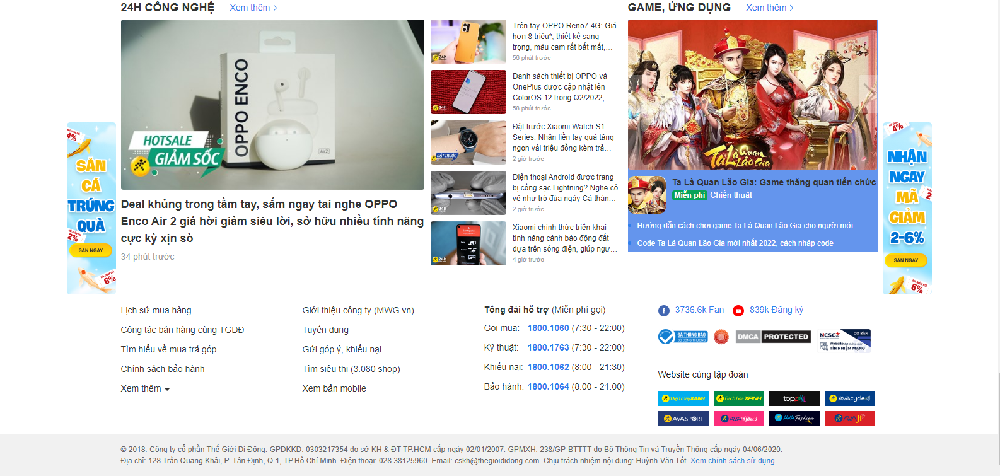 24H CÔNG NGHỆ Xem thêm
GAME, ỨNG DỤNG Xem thêm
OPPO ENCO
Air2
HOTSALE
GIẢM SỐC
Deal khủng trong tầm tay, sắm ngay tai nghe OPPO
Enco Air 2 giá hời giảm siêu lời, sở hữu nhiều tính năng
cực kỳ xịn sò
34 phút trước
24h
Trên tay OPPO Reno7 4G: Giá
hơn 8 triệu*, thiết kế sang
trọng, màu cam rất bắt mắt,...
56 phút trước
24h
Danh sách thiết bị OPPO và
OnePlus được cập nhật lên
ColorOS 12 trong Q2/2022,...
58 phút trước
ĐẶT TRƯỚC
Đặt trước Xiaomi Watch S1
Series: Nhận liền tay quà tặng
ngon vài triệu đồng kèm trả...
2 giờ trước
24h
Điện thoại Android được trang
bị cổng sạc Lightning? Nghe có
vẻ như trò đùa ngày Cá thán...
2 giờ trước
24h
Xiaomi chính thức triển khai
tính năng cảnh báo động đất
dựa trên sóng điện, giúp ngư...
4 giờ trước
Ta Là Quan
Lão Gia
Ta Là Quan Lão Gia: Game thăng quan tiến chức
Miễn phí Chiến thuật
Hướng dẫn cách chơi game Ta Là Quan Lão Gia cho người mới
Code Ta Là Quan Lão Gia mới nhất 2022, cách nhập code
4%
SĂN
CÁ
TRÚNG
QUÀ
2%
SĂN NGAY
6%
4%
NHẬN
NGAY
MÃ
GIẢM
2-6%
SĂN NGAY
6%
Lịch sử mua hàng
Cộng tác bán hàng cùng TGDĐ
Tìm hiểu về mua trả góp
Chính sách bảo hành
Xem thêm
Giới thiệu công ty (MWG.vn)
Tuyển dụng
Gửi góp ý, khiếu nại
Tìm siêu thị (3.080 shop)
Xem bản mobile
Tổng đài hỗ trợ (Miễn phí gọi)
Gọi mua: 1800.1060 (7:30 - 22:00)
Kỹ thuật: 1800.1763 (7:30 - 22:00)
Khiếu nại: 1800.1062 (8:00 - 21:30)
Bảo hành: 1800.1064 (8:00 - 21:00)
3736.6k Fan 839k Đăng ký
ĐÃ THÔNG BÁO
BỘ CÔNG THƯƠNG
DMCA PROTECTED
NCSC CƠ BẢN
Website đạt chứng nhận
TÍN NHIỆM MẠNG
Website cùng tập đoàn
Điện máy XANH Bách hóa XANH topzone AVAcycle
AVASPORT AVAKids AVAFashion AVAJi
© 2018. Công ty cổ phần Thế Giới Di Động. GPDKKD: 0303217354 do sở KH & ĐT TP.HCM cấp ngày 02/01/2007. GPMXH: 238/GP-BTTTT do Bộ Thông Tin và Truyền Thông cấp ngày 04/06/2020.
Địa chỉ: 128 Trần Quang Khải, P. Tân Định, Q.1, TP.Hồ Chí Minh. Điện thoại: 028 38125960. Email: cskh@thegioididong.com. Chịu trách nhiệm nội dung: Huỳnh Văn Tốt. Xem chính sách sử dụng